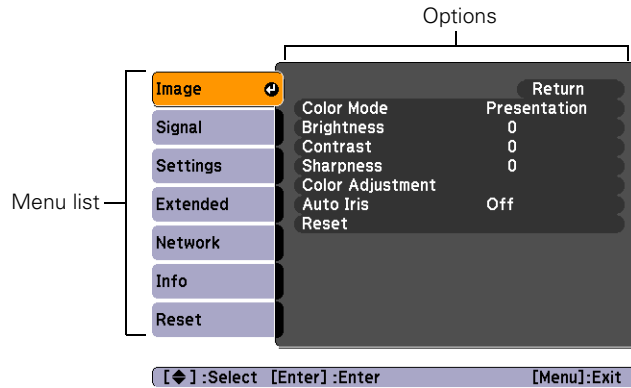 Options
Menu list
Image
Signal
Settings
Extended
Network
Info
Reset
Return
Color Mode Presentation
Brightness 0
Contrast 0
Sharpness 0
Color Adjustment
Auto Iris Off
Reset
[◆] :Select [Enter] :Enter [Menu]:Exit